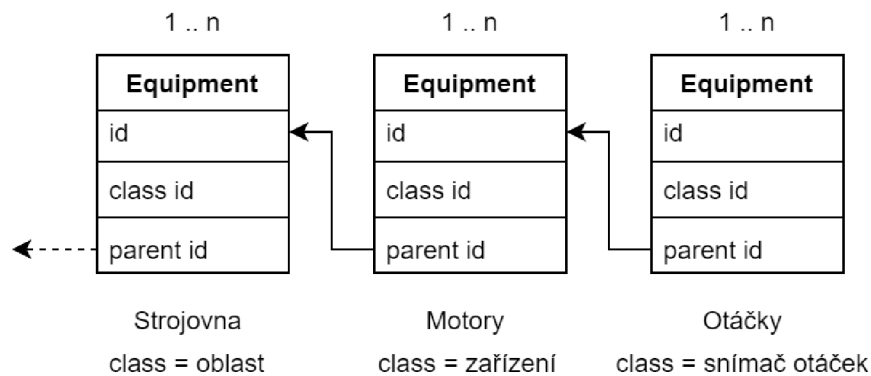 1 .. n
Equipment
id
class id
parent id
Strojovna
class = oblast
1 .. n
Equipment
id
class id
parent id
Motory
class = zařízení
1 .. n
Equipment
id
class id
parent id
Otáčky
class = snímač otáček